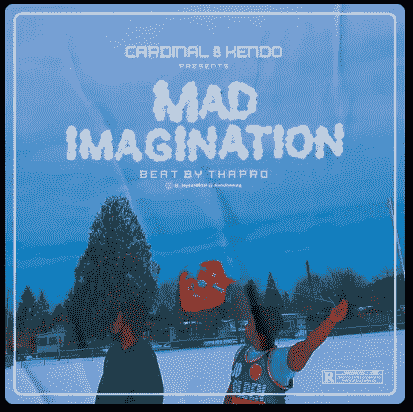 CARDINAL & KENDO
PRESENTS
MAD
IMAGINATION
BEAT BY THAPRO
R